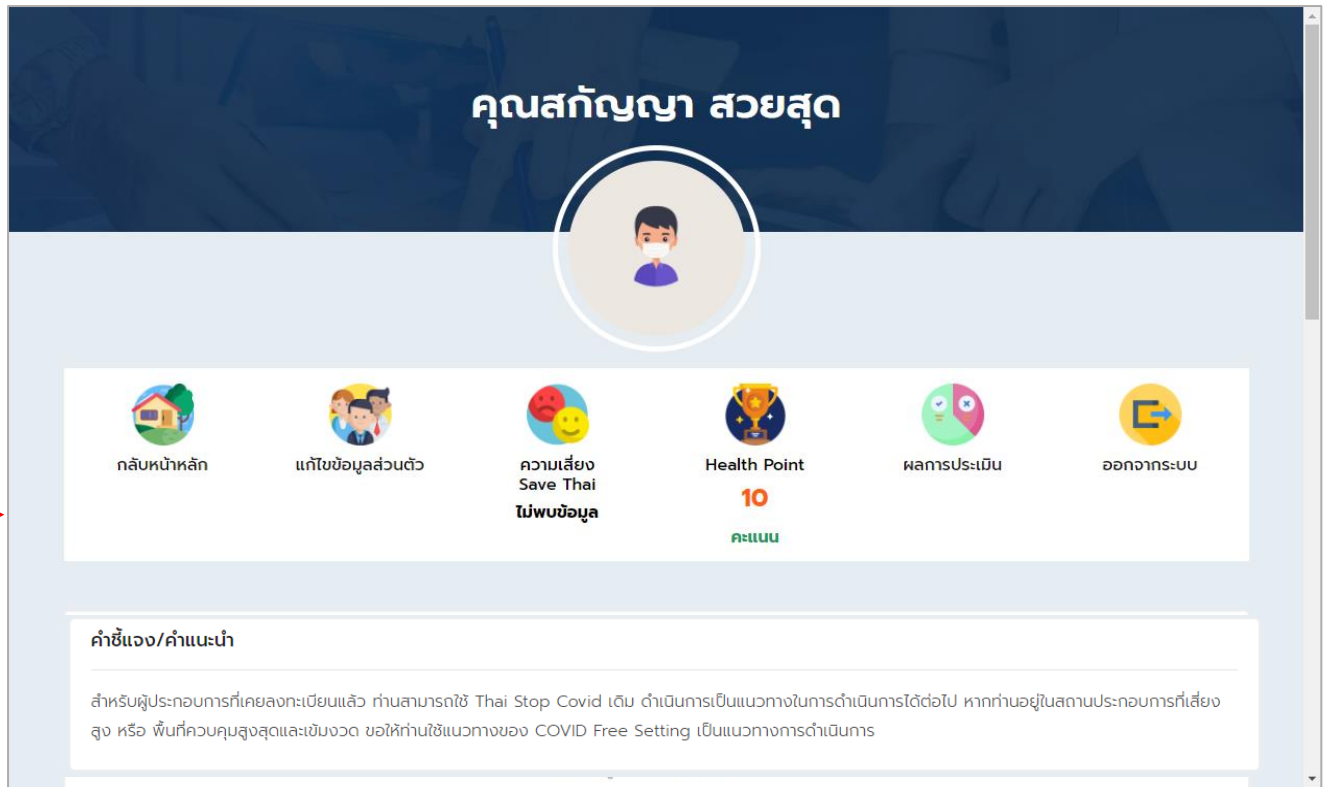 คุณสกัญญา สวยสุด
กลับหน้าหลัก
แก้ไขข้อมูลส่วนตัว
ความเสี่ยง
Save Thai
ไม่พบข้อมูล
Health Point
10
คะแนน
ผลการประเมิน
ออกจากระบบ
คำชี้แจง/คำแนะนำ
สำหรับผู้ประกอบการที่เคยลงทะเบียนแล้ว ท่านสามารถใช้ Thai Stop Covid เดิม ดำเนินการเป็นแนวทางในการดำเนินการได้ต่อไป หากท่านอยู่ในสถานประกอบการที่เสี่ยง
สูง หรือ พื้นที่ควบคุมสูงสุดและเข้มงวด ขอให้ท่านใช้แนวทางของ COVID Free Setting เป็นแนวทางการดำเนินการ